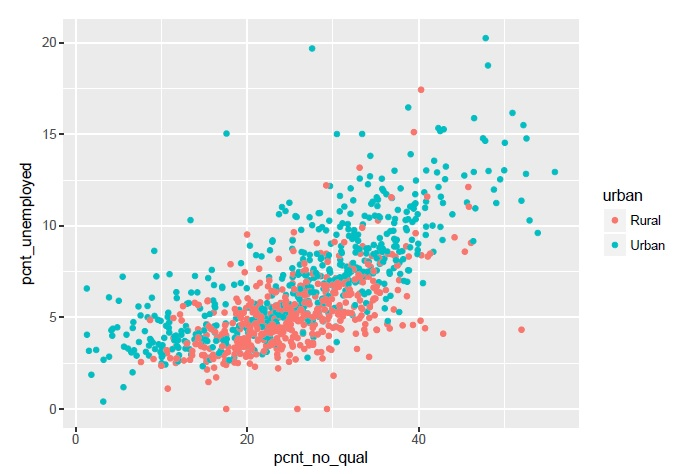 20
15
10
5
0
pcnt_unemployed
0 20 40
pcnt_no_qual
urban
Rural
Urban